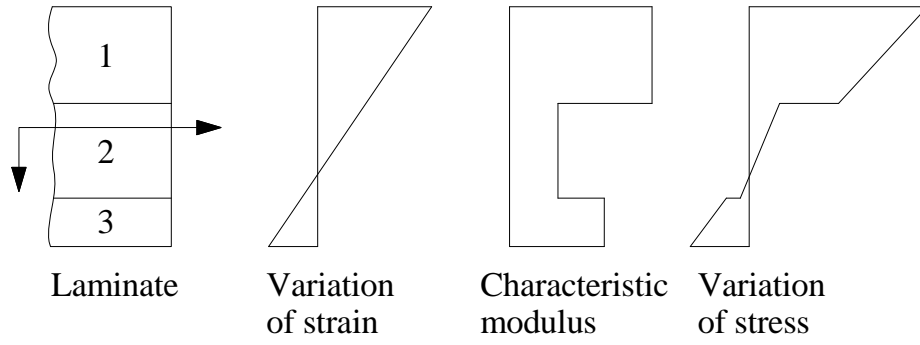 1
2
3
Laminate
Variation
of strain
Characteristic
modulus
Variation
of stress